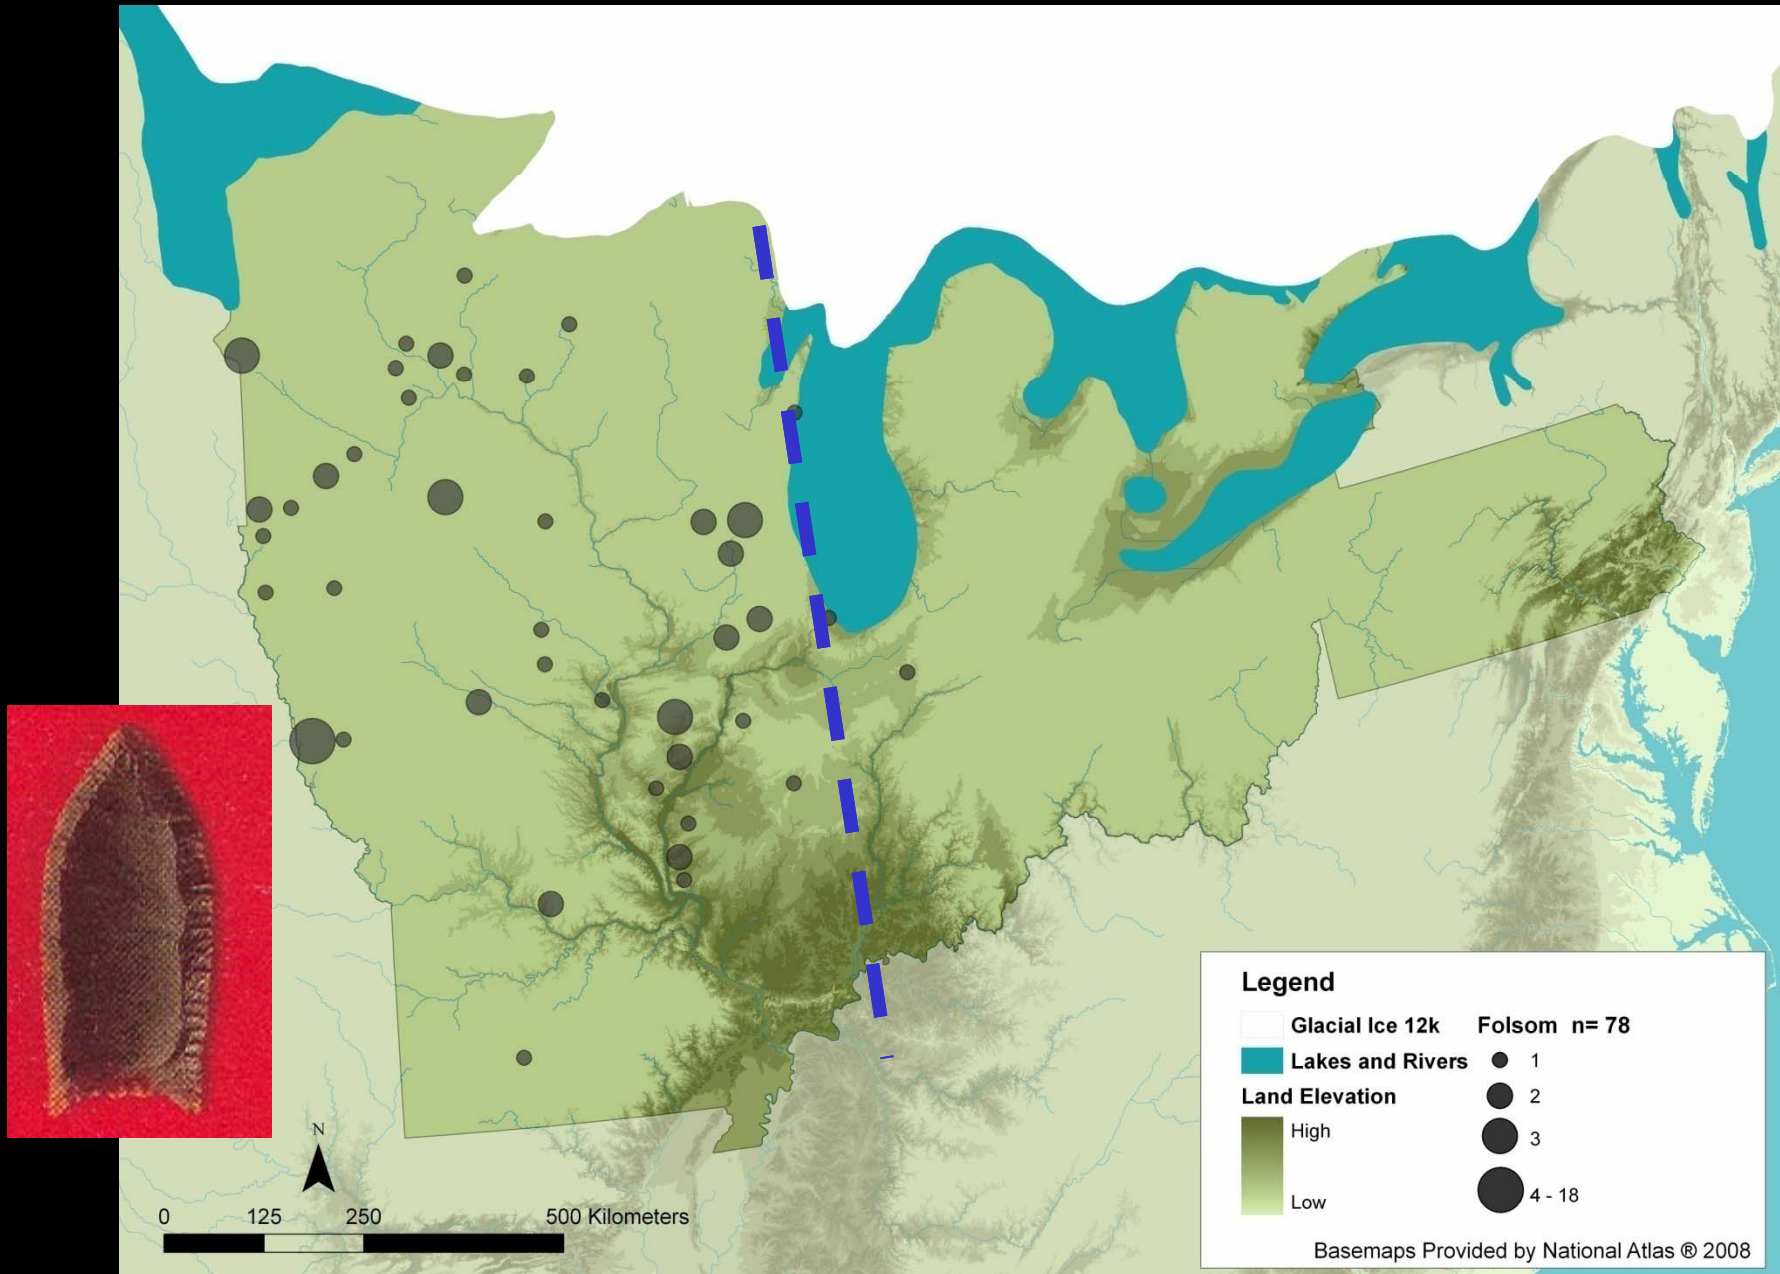 Legend
Glacial Ice 12k
Lakes and Rivers
Land Elevation
High
Low
Folsom n= 78
1
2
3
4 - 18
Basemaps Provided by National Atlas ® 2008
N
0 125 250 500 Kilometers